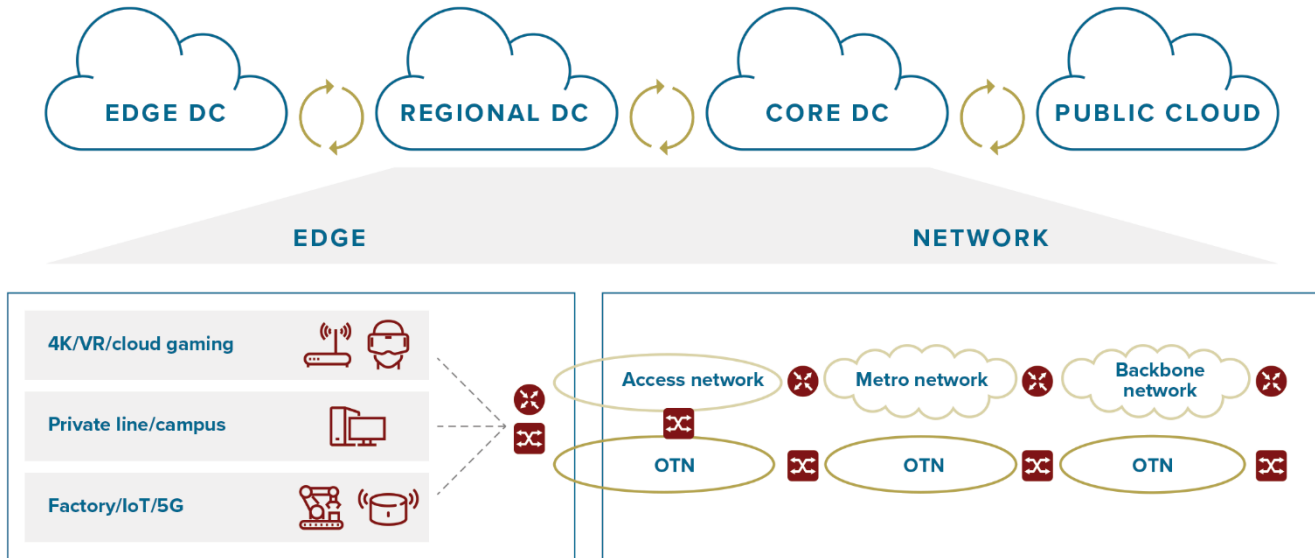 EDGE DC
REGIONAL DC
CORE DC
PUBLIC CLOUD
EDGE
NETWORK
4K/VR/cloud gaming
Private line/campus
Factory/IoT/5G
Access network
Metro network
Backbone
network
OTN
OTN
OTN